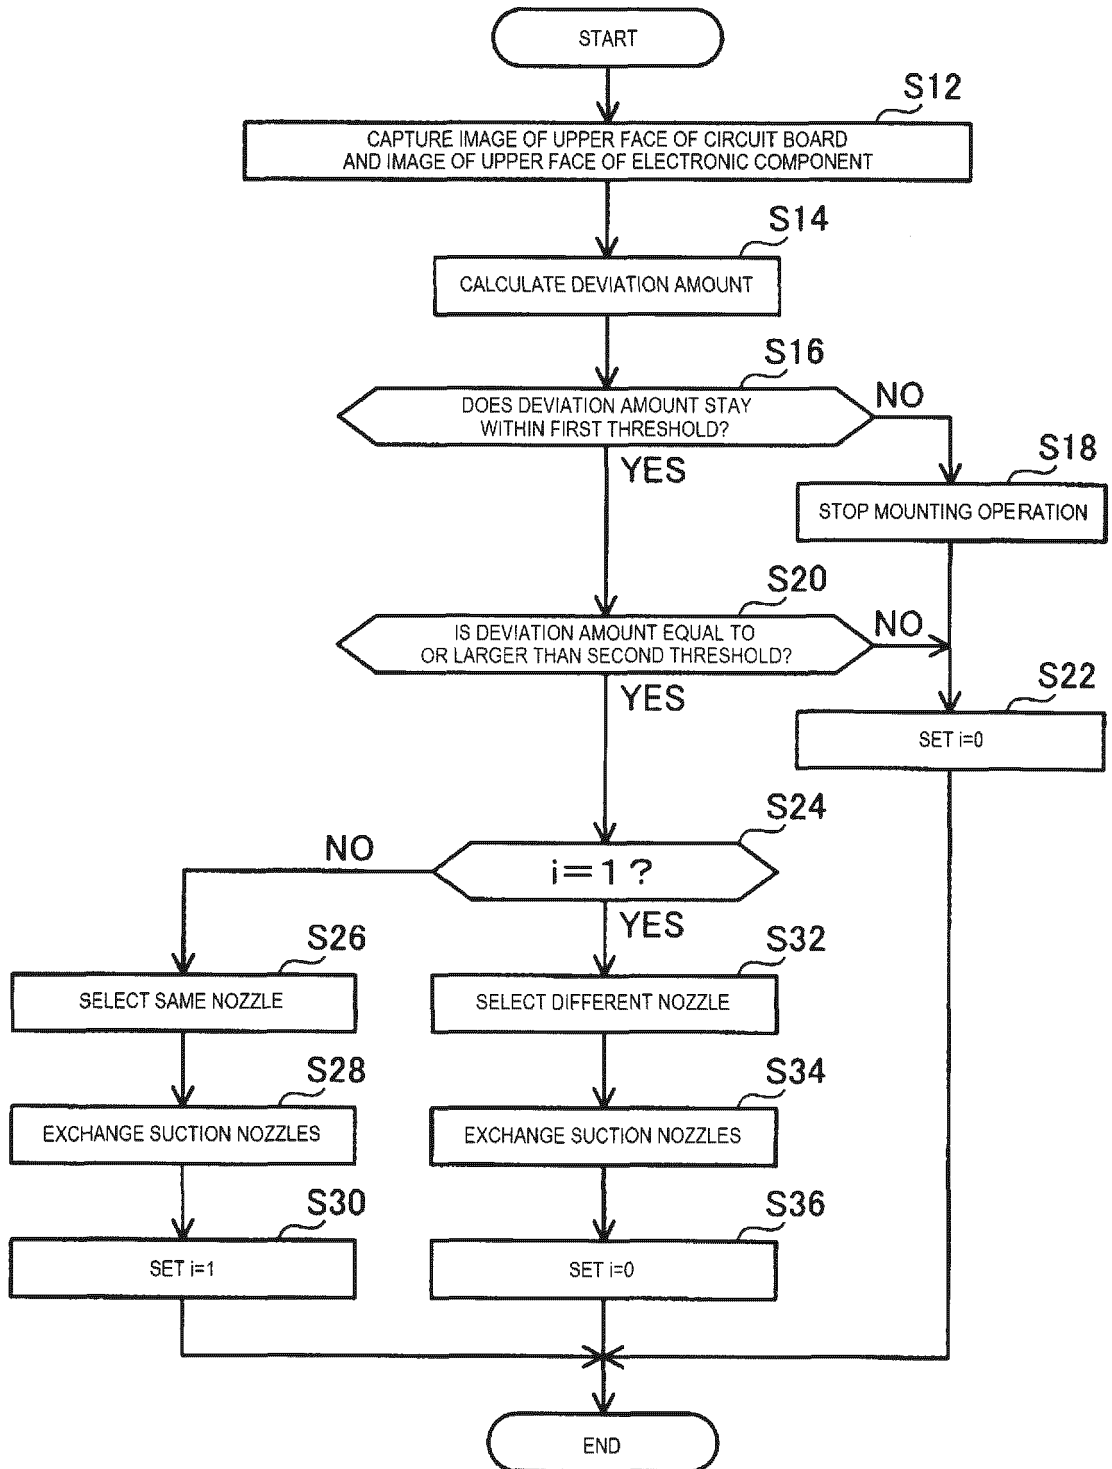 START
S12
CAPTURE IMAGE OF UPPER FACE OF CIRCUIT BOARD
AND IMAGE OF UPPER FACE OF ELECTRONIC COMPONENT
S14
CALCULATE DEVIATION AMOUNT
S16
DOES DEVIATION AMOUNT STAY
WITHIN FIRST THRESHOLD?
NO
YES
S18
STOP MOUNTING OPERATION
S20
IS DEVIATION AMOUNT EQUAL TO
OR LARGER THAN SECOND THRESHOLD?
NO
YES
S22
SET i=0
S24
i=1?
NO
YES
S26
SELECT SAME NOZZLE
S28
EXCHANGE SUCTION NOZZLES
S30
SET i=1
S32
SELECT DIFFERENT NOZZLE
S34
EXCHANGE SUCTION NOZZLES
S36
SET i=0
END